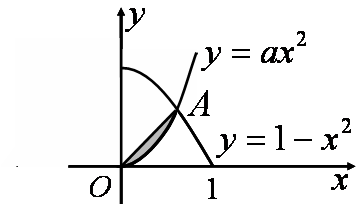 y
y = ax²
A
y = 1 − x²
O
1
x